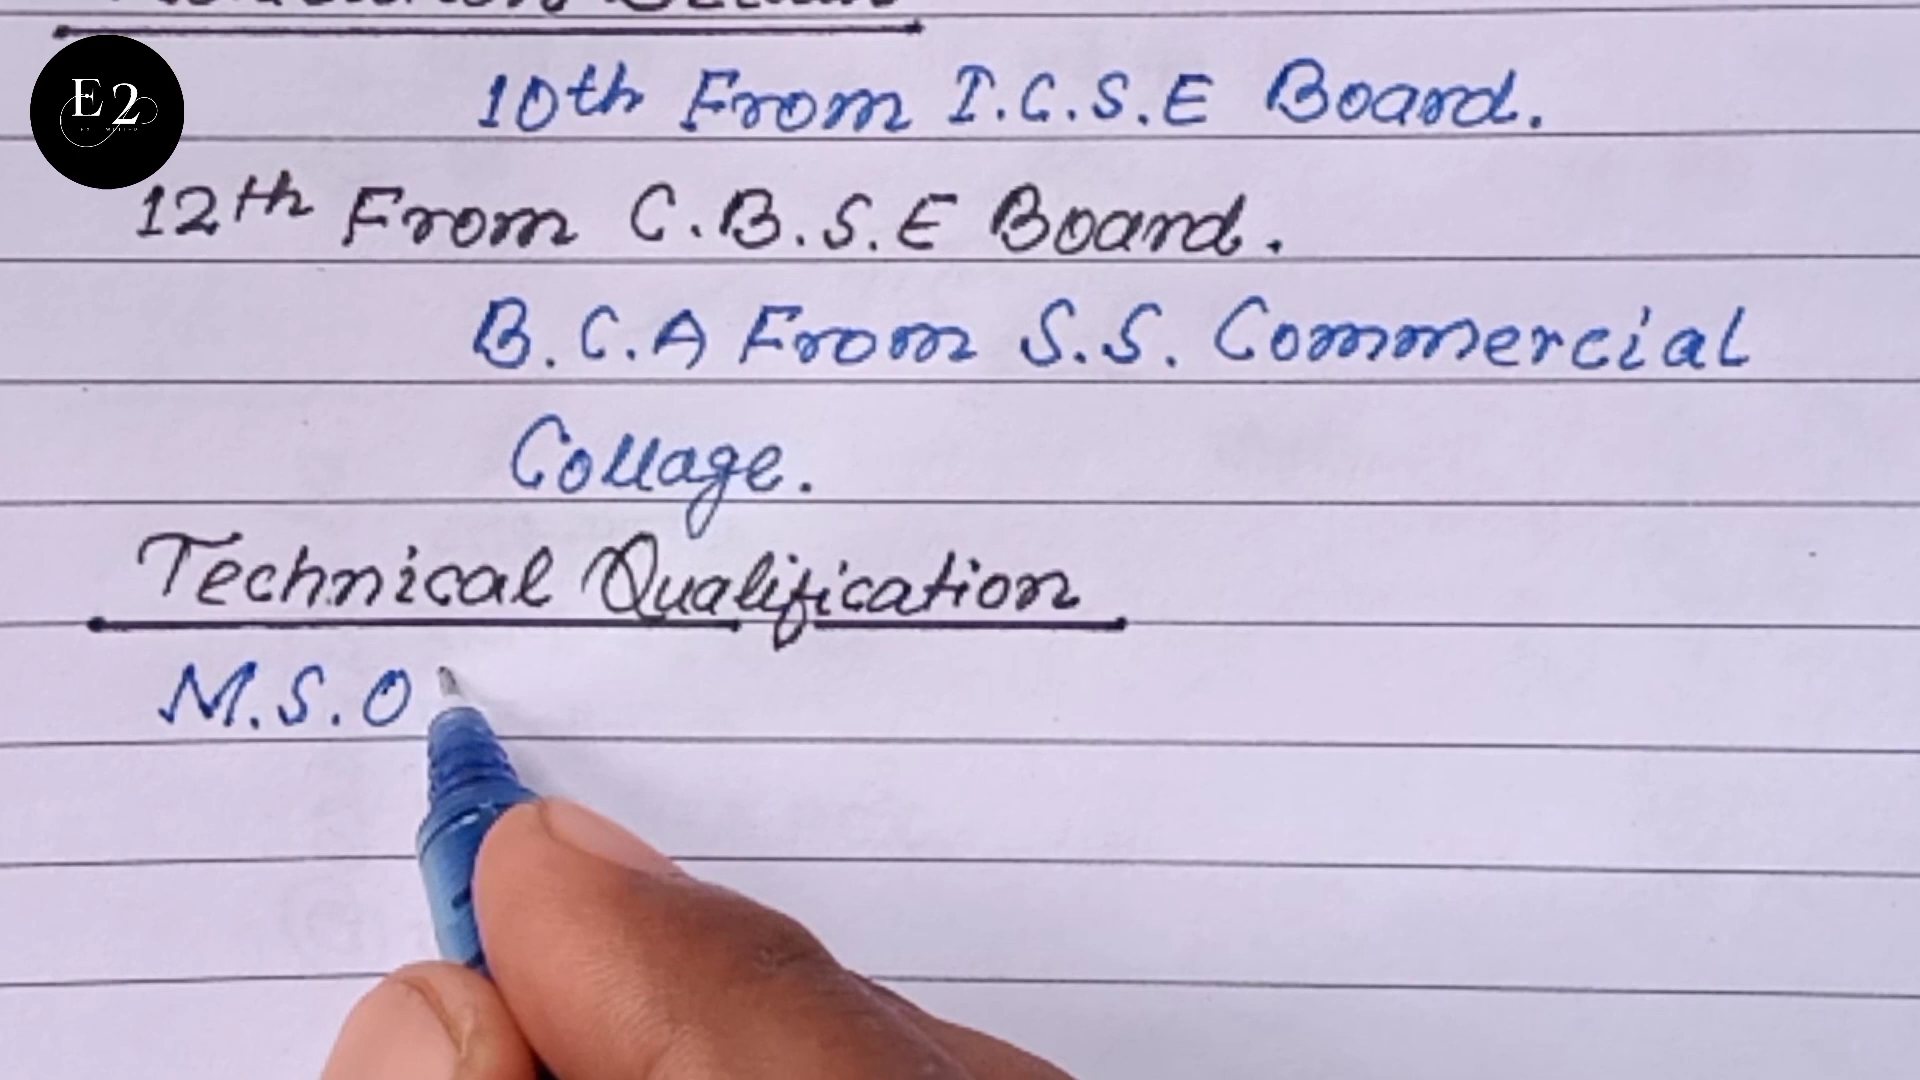 10th From I.C.S.E Board.
12th From C.B.S.E Board.
B.C.A From S.S. Commercial
Collage.
Technical Qualification
M.S.O
E2